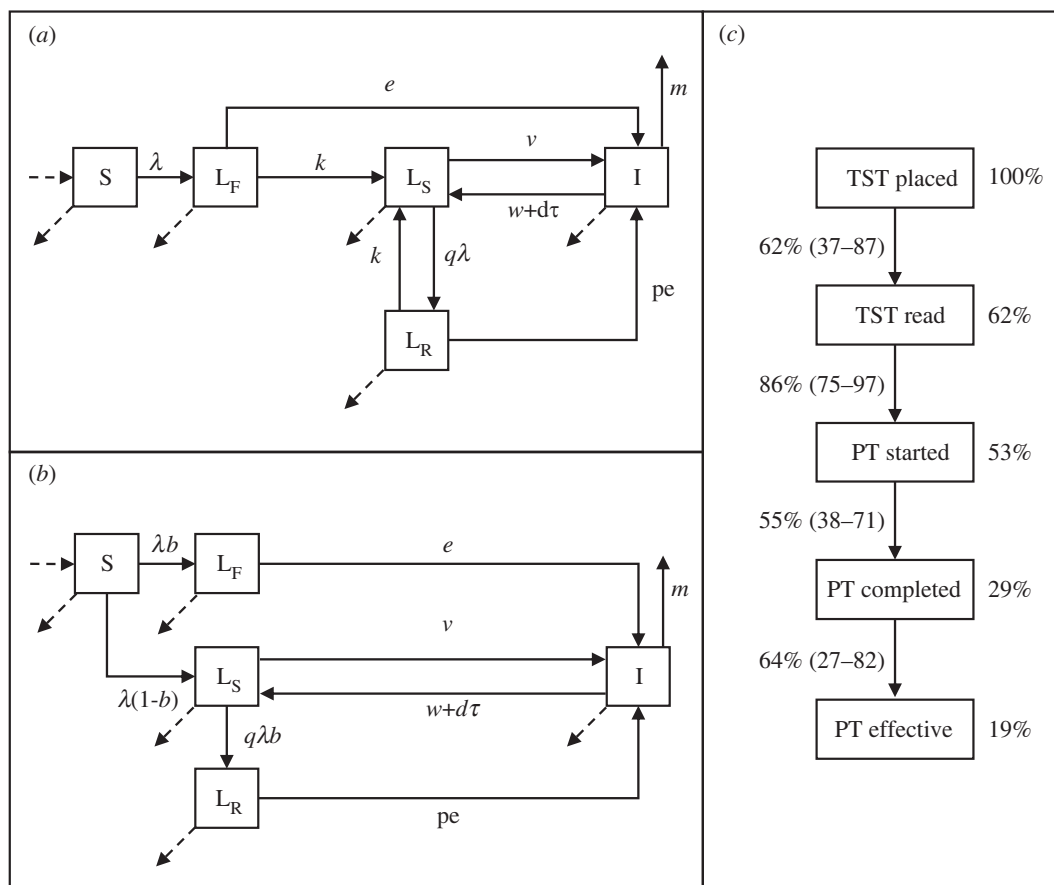 (a)
e
m
v
λ
k
S
L_F
L_S
I
w+dτ
k
qλ
pe
L_R
(b)
λb
e
S
L_F
m
v
L_S
I
λ(1-b)
w+dτ
qλb
L_R
pe
(c)
TST placed 100%
62% (37–87)
TST read 62%
86% (75–97)
PT started 53%
55% (38–71)
PT completed 29%
64% (27–82)
PT effective 19%